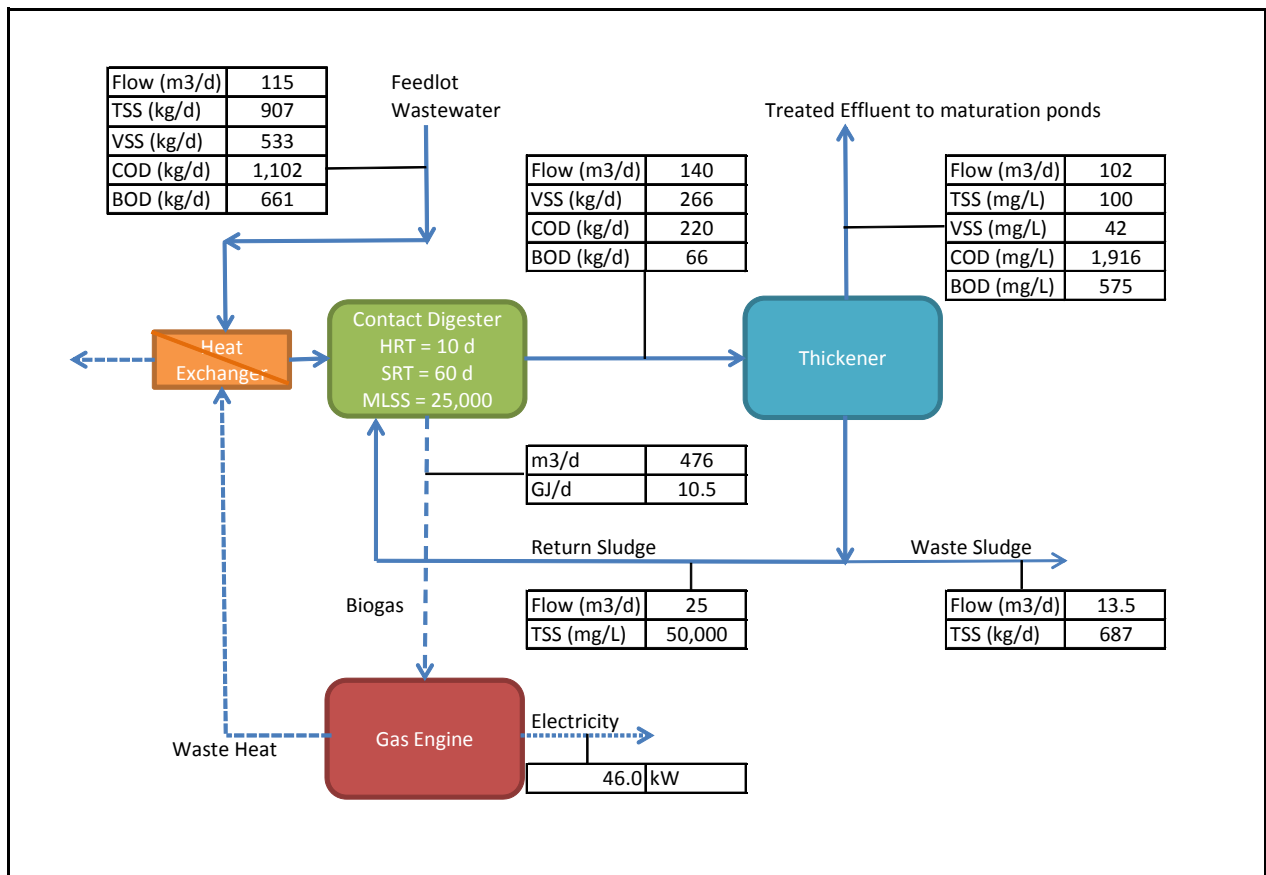 Flow (m3/d) 115
TSS (kg/d) 907
VSS (kg/d) 533
COD (kg/d) 1,102
BOD (kg/d) 661
Feedlot
Wastewater
Treated Effluent to maturation ponds
Flow (m3/d) 140
VSS (kg/d) 266
COD (kg/d) 220
BOD (kg/d) 66
Flow (m3/d) 102
TSS (mg/L) 100
VSS (mg/L) 42
COD (mg/L) 1,916
BOD (mg/L) 575
Heat
Exchanger
Contact Digester
HRT = 10 d
SRT = 60 d
MLSS = 25,000
Thickener
m3/d 476
GJ/d 10.5
Return Sludge
Waste Sludge
Biogas
Flow (m3/d) 25
TSS (mg/L) 50,000
Flow (m3/d) 13.5
TSS (kg/d) 687
Waste Heat
Gas Engine
Electricity
46.0 kW